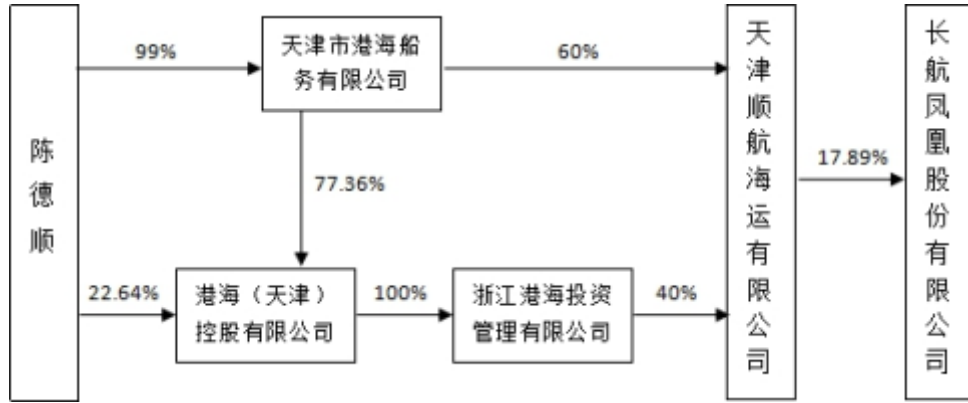 陈德顺
99%
天津市港海船
务有限公司
60%
77.36%
22.64%
港海（天津）
控股有限公司
100%
浙江港海投资
管理有限公司
40%
天津顺航海运有限公司
17.89%
长航凤凰股份有限公司